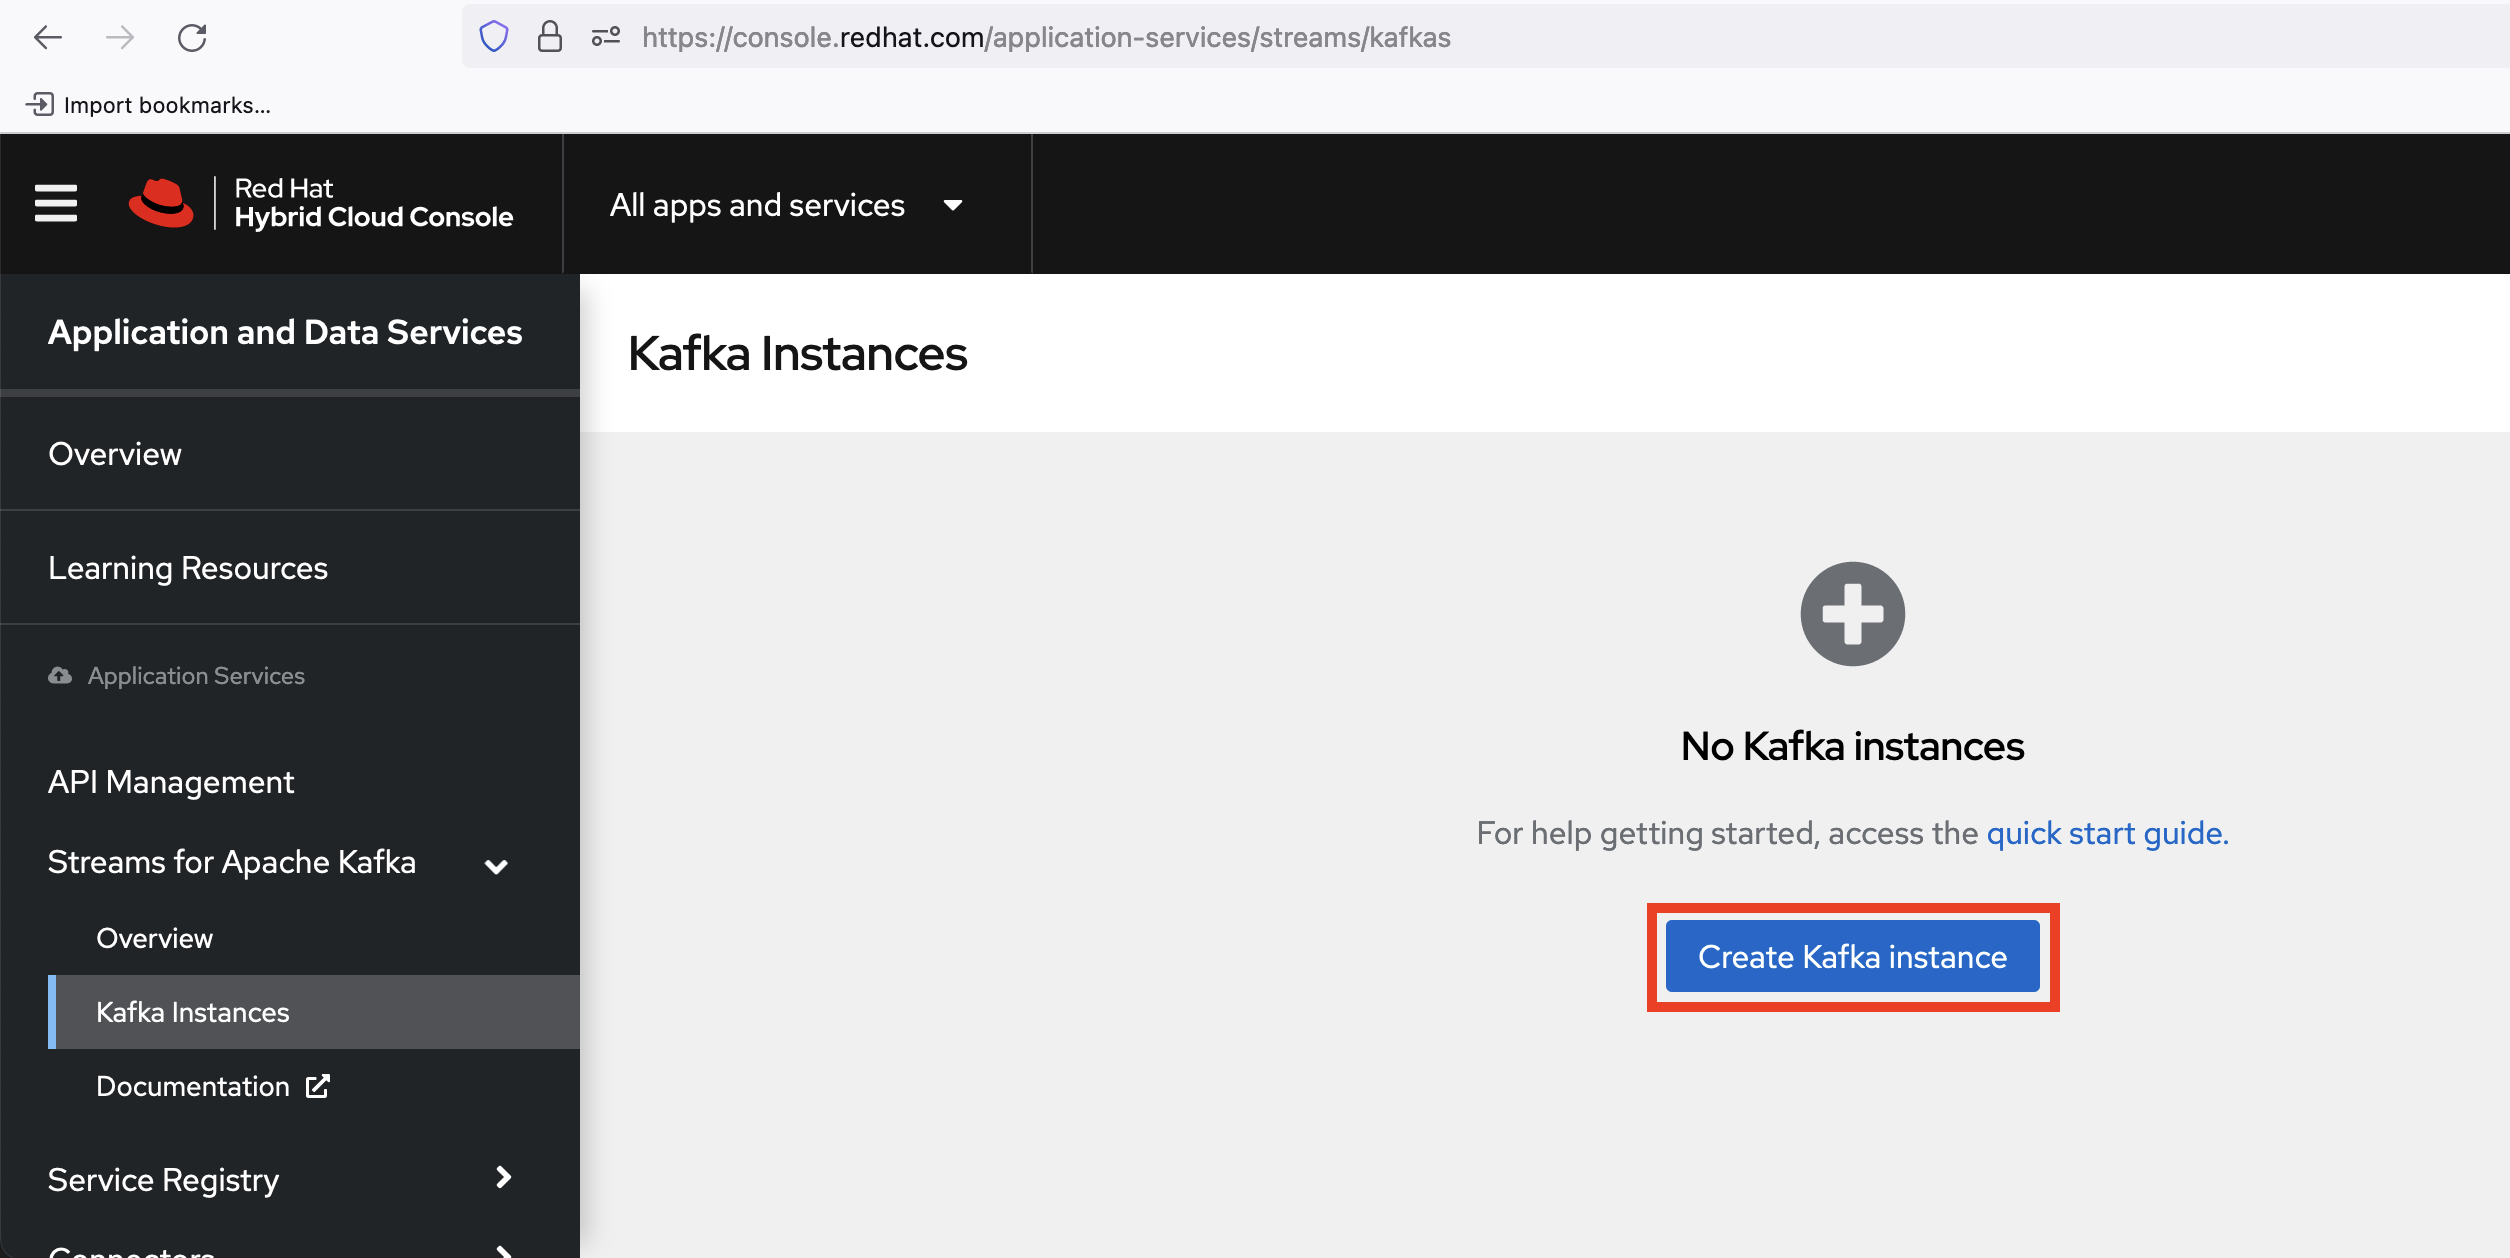 https://console.redhat.com/application-services/streams/kafkas
Import bookmarks...
Red Hat
Hybrid Cloud Console
All apps and services
Application and Data Services
Overview
Learning Resources
Application Services
API Management
Streams for Apache Kafka
Overview
Kafka Instances
Documentation
Service Registry
Connectors
Kafka Instances
No Kafka instances
For help getting started, access the quick start guide.
Create Kafka instance